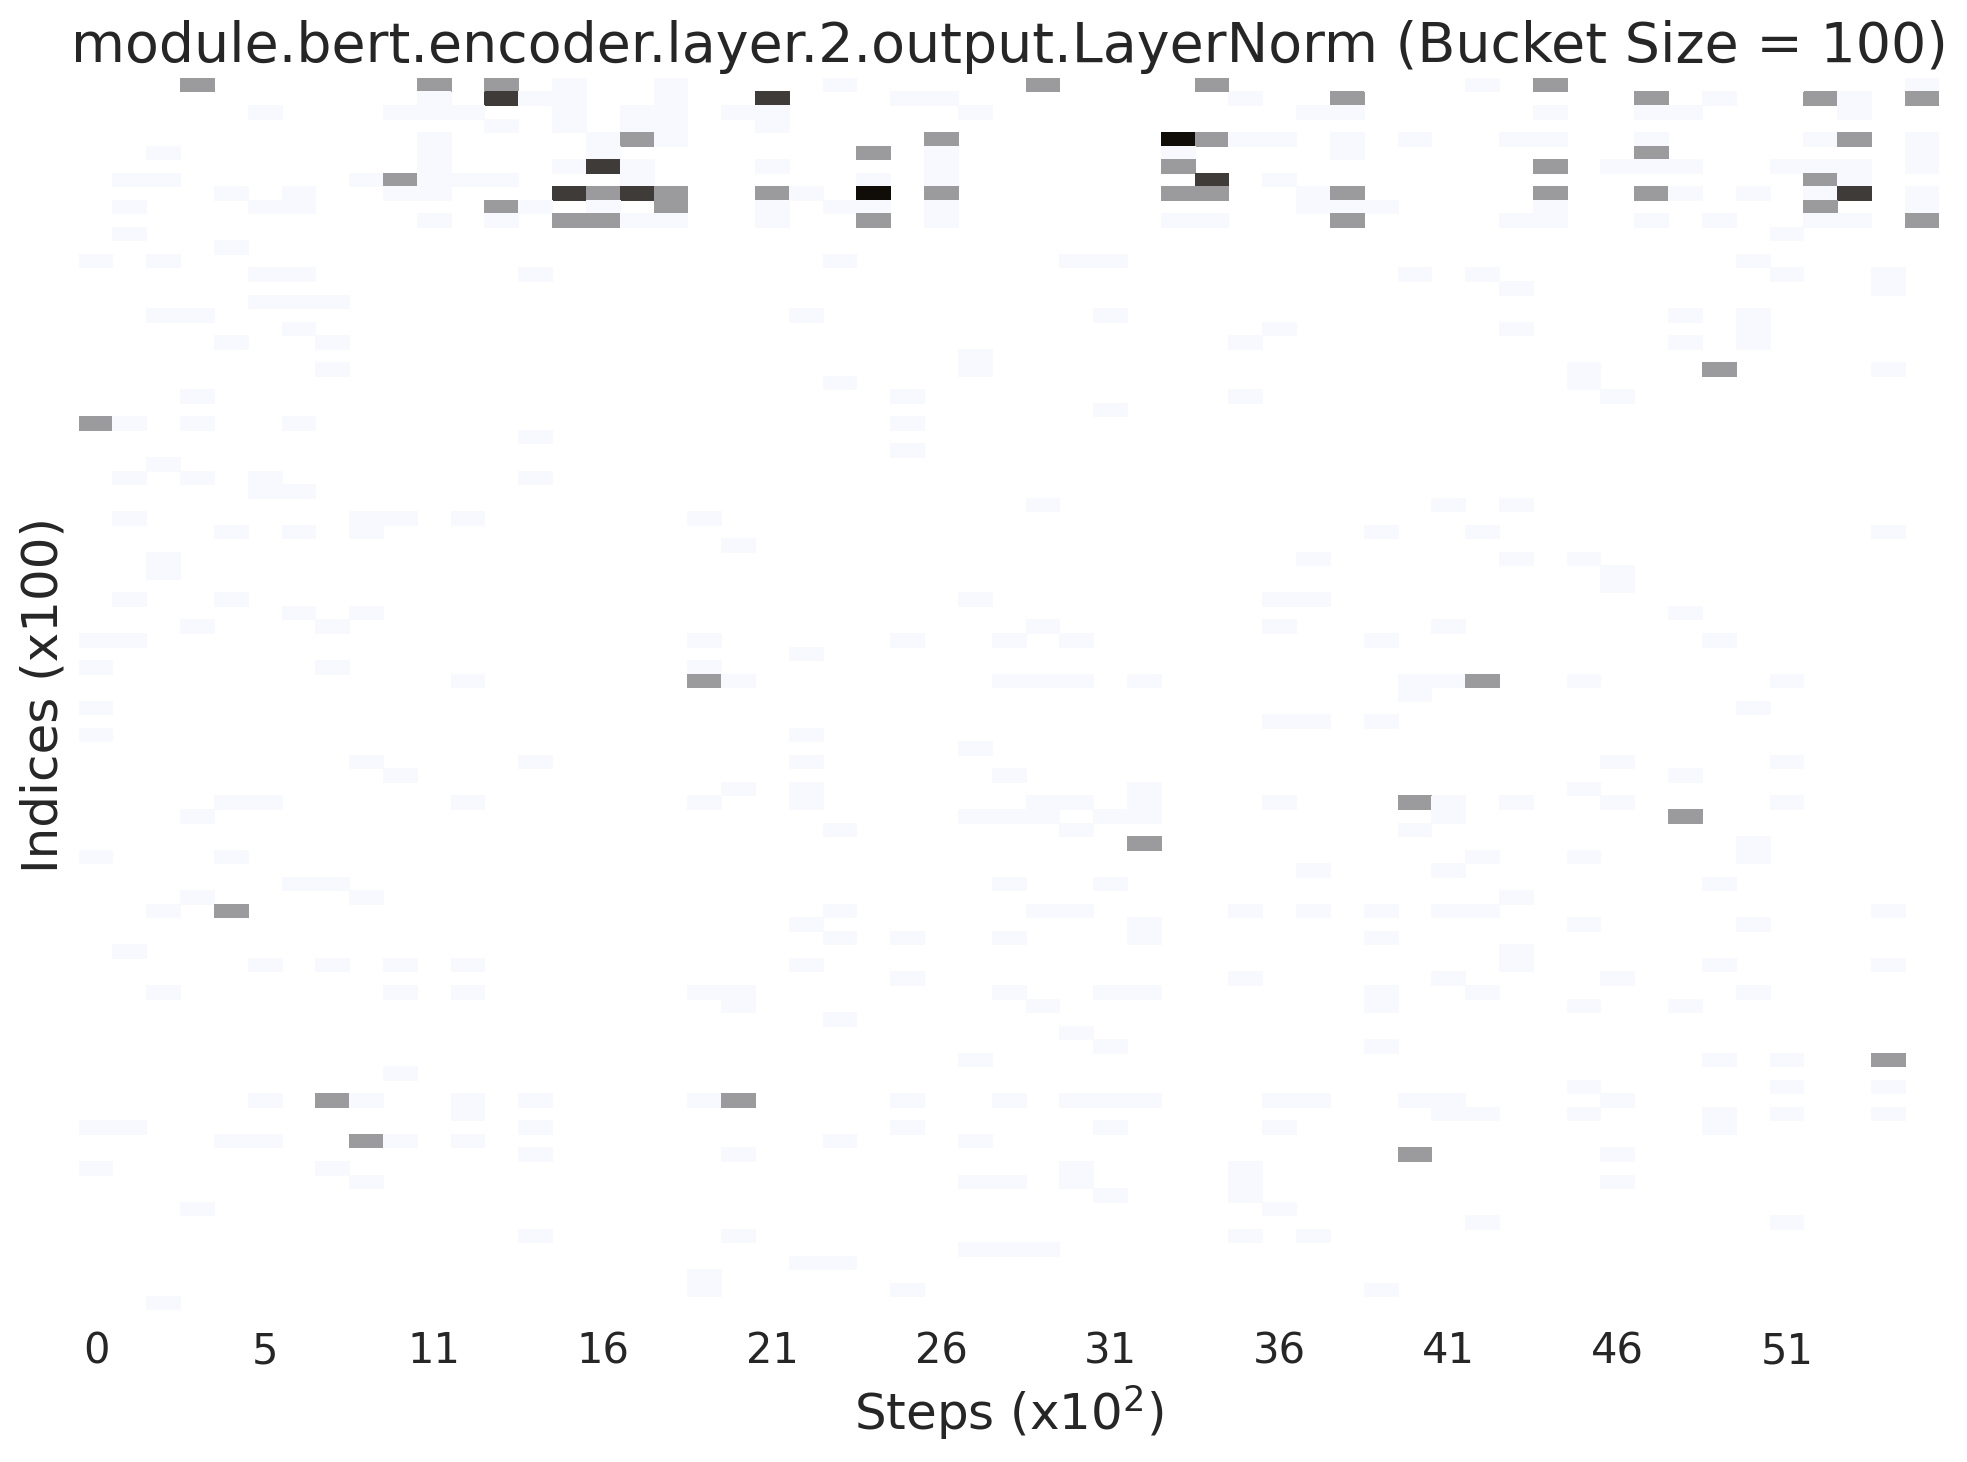 module.bert.encoder.layer.2.output.LayerNorm (Bucket Size = 100)
Indices (x100)
0 5 11 16 21 26 31 36 41 46 51
Steps (x10²)